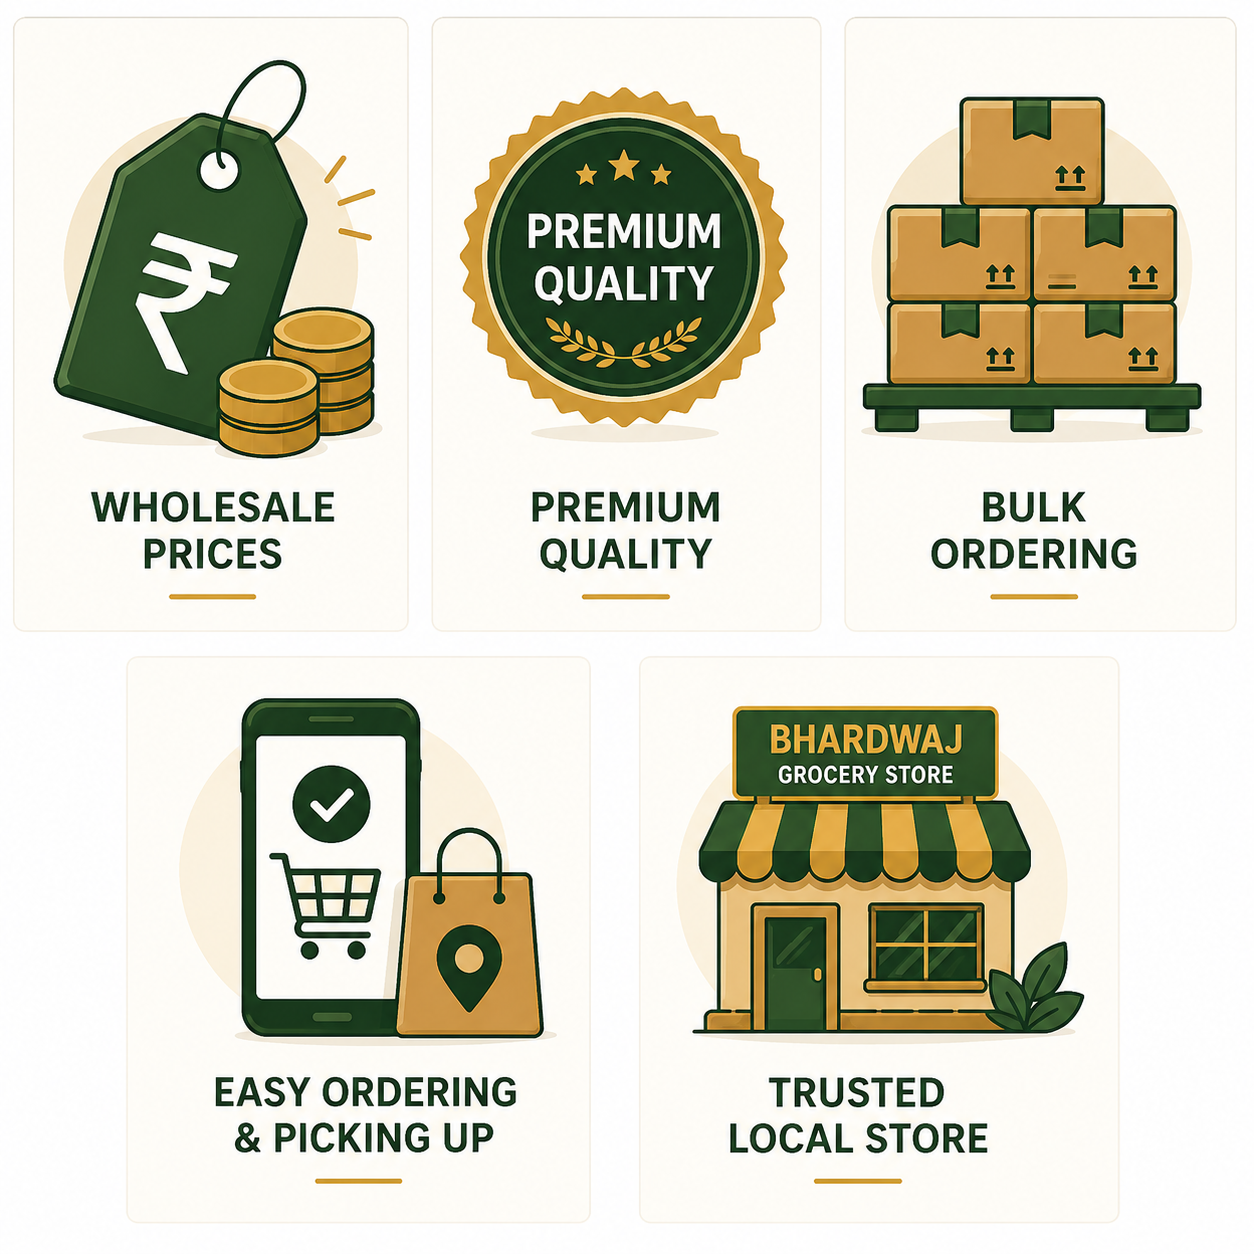 ₹
PREMIUM
QUALITY
WHOLESALE
PRICES
PREMIUM
QUALITY
BULK
ORDERING
BHARDWAJ
GROCERY STORE
EASY ORDERING
& PICKING UP
TRUSTED
LOCAL STORE